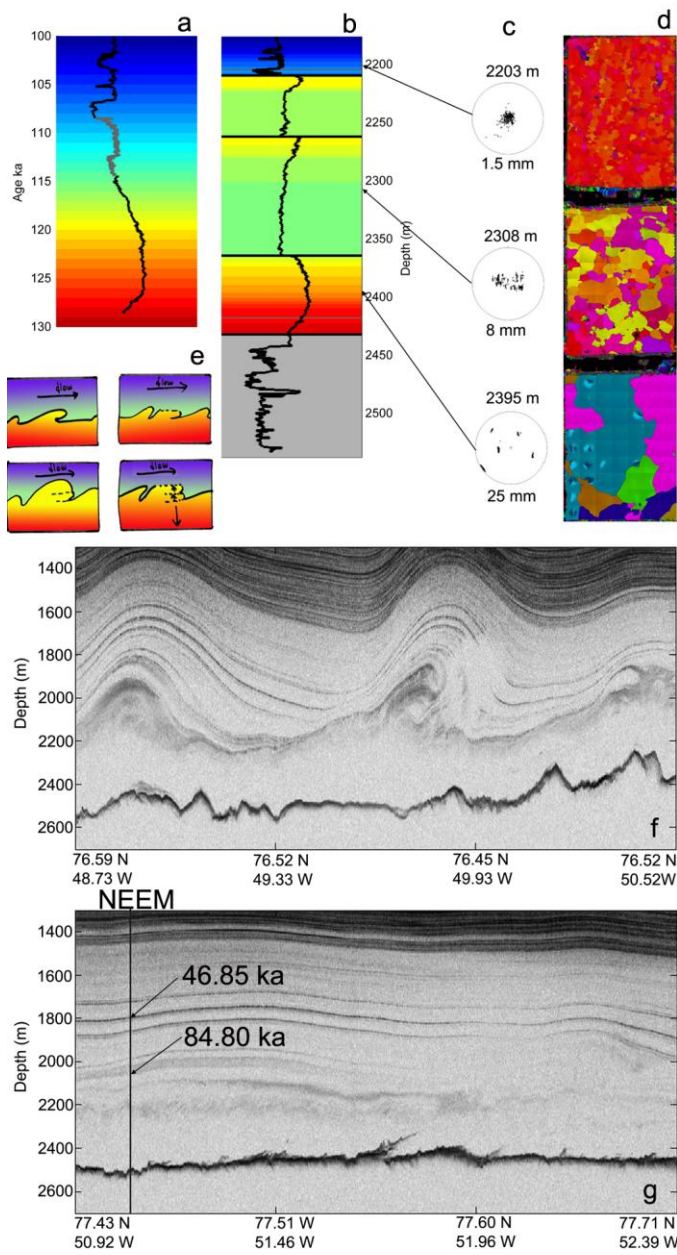 a
b
c
d
100
105
110
115
120
125
130
Age ka
2200
2250
2300
2350
2400
2450
2500
Depth (m)
2203 m
1.5 mm
2308 m
8 mm
2395 m
25 mm
e
flow
flow
flow
flow
1400
1600
1800
2000
2200
2400
2600
Depth (m)
f
76.59 N 76.52 N 76.45 N 76.52 N
48.73 W 49.33 W 49.93 W 50.52W
NEEM
1400
1600
1800
2000
2200
2400
2600
Depth (m)
46.85 ka
84.80 ka
g
77.43 N 77.51 W 77.60 N 77.71 N
50.92 W 51.46 W 51.96 W 52.39 W